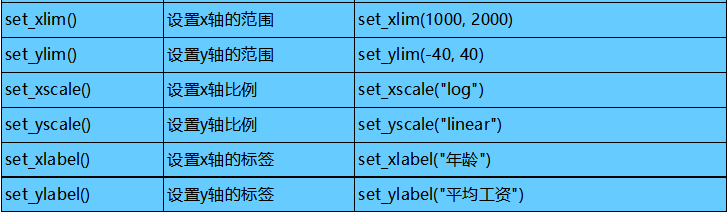 set_xlim() 设置x轴的范围 set_xlim(1000, 2000)
set_ylim() 设置y轴的范围 set_ylim(-40, 40)
set_xscale() 设置x轴比例 set_xscale("log")
set_yscale() 设置y轴比例 set_yscale("linear")
set_xlabel() 设置x轴的标签 set_xlabel("年龄")
set_ylabel() 设置y轴的标签 set_ylabel("平均工资")